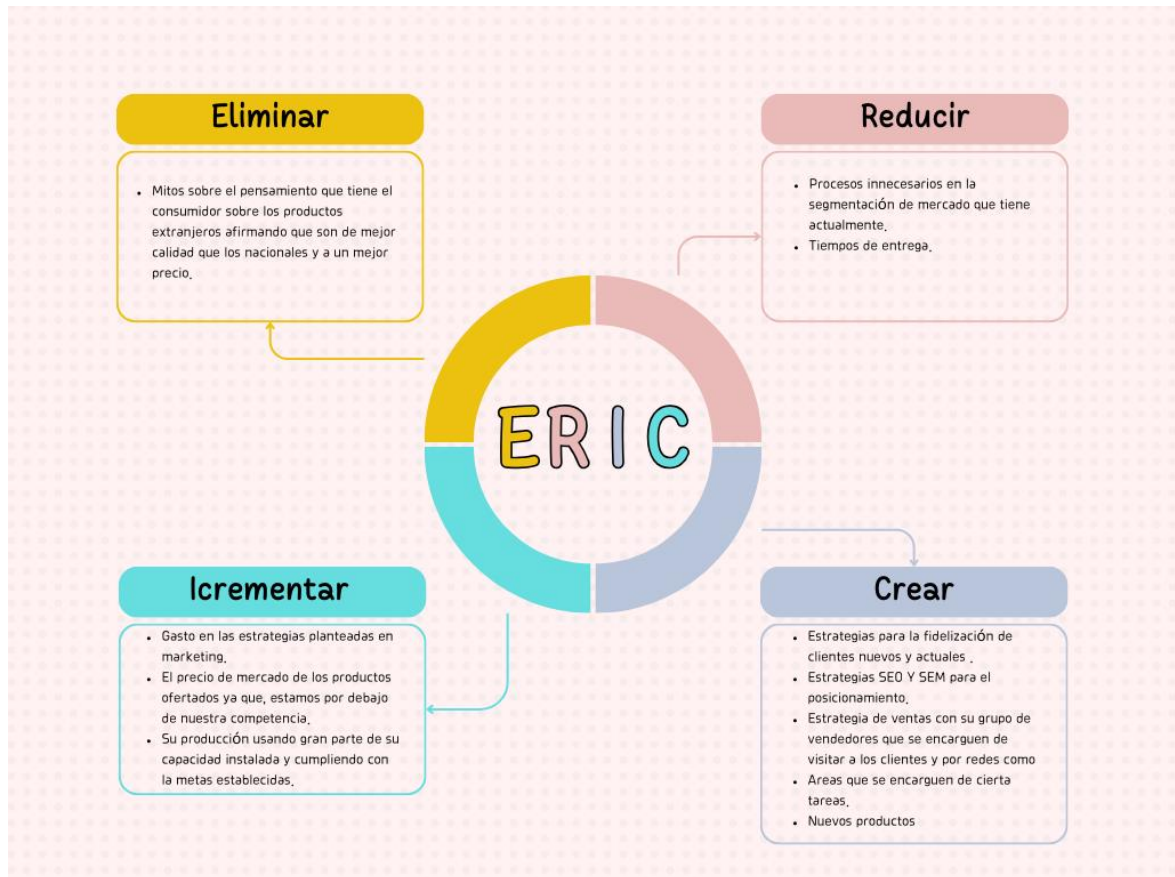 Eliminar
Mitos sobre el pensamiento que tiene el
consumidor sobre los productos
extranjeros afirmando que son de mejor
calidad que los nacionales y a un mejor
precio.
Reducir
Procesos innecesarios en la
segmentación de mercado que tiene
actualmente.
Tiempos de entrega.
ERIC
Icrementar
Gasto en las estrategias planteadas en
marketing.
El precio de mercado de los productos
ofertados ya que, estamos por debajo
de nuestra competencia.
Su producción usando gran parte de su
capacidad instalada y cumpliendo con
la metas establecidas.
Crear
Estrategias para la fidelización de
clientes nuevos y actuales .
Estrategias SEO Y SEM para el
posicionamiento.
Estrategia de ventas con su grupo de
vendedores que se encarguen de
visitar a los clientes y por redes como
Areas que se encarguen de cierta
tareas.
Nuevos productos